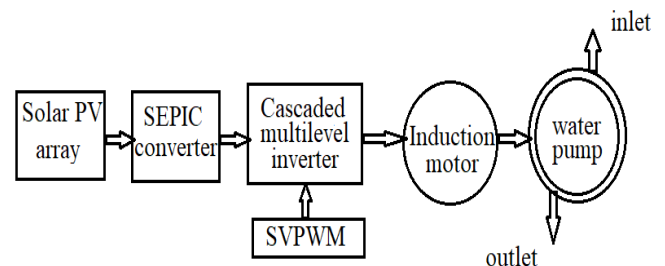 inlet
Solar PV
array
SEPIC
converter
Cascaded
multilevel
inverter
Induction
motor
water
pump
SVPWM
outlet